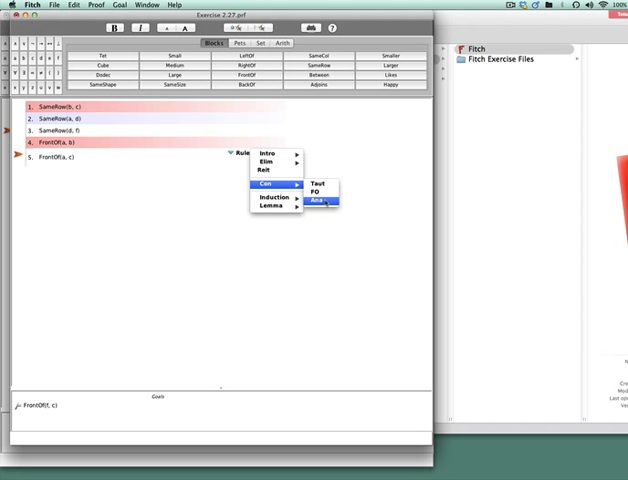 Fitch File Edit Proof Goal Window Help
100%
Exercise 2.27.prf
B I A A ?
Blocks Pets Set Arith
Tet Small LeftOf SameCol Smaller
Cube Medium RightOf SameRow Larger
Dodec Large FrontOf Between Likes
SameShape SameSize BackOf Adjoins Happy
1. SameRow(b, c)
2. SameRow(a, d)
3. SameRow(d, f)
4. FrontOf(a, b)
5. FrontOf(a, c)
Rule
Intro
Elim
Reit
Con
Induction
Lemma
Taut
FO
Ana
Goals
FrontOf(f, c)
Fitch
Fitch Exercise Files